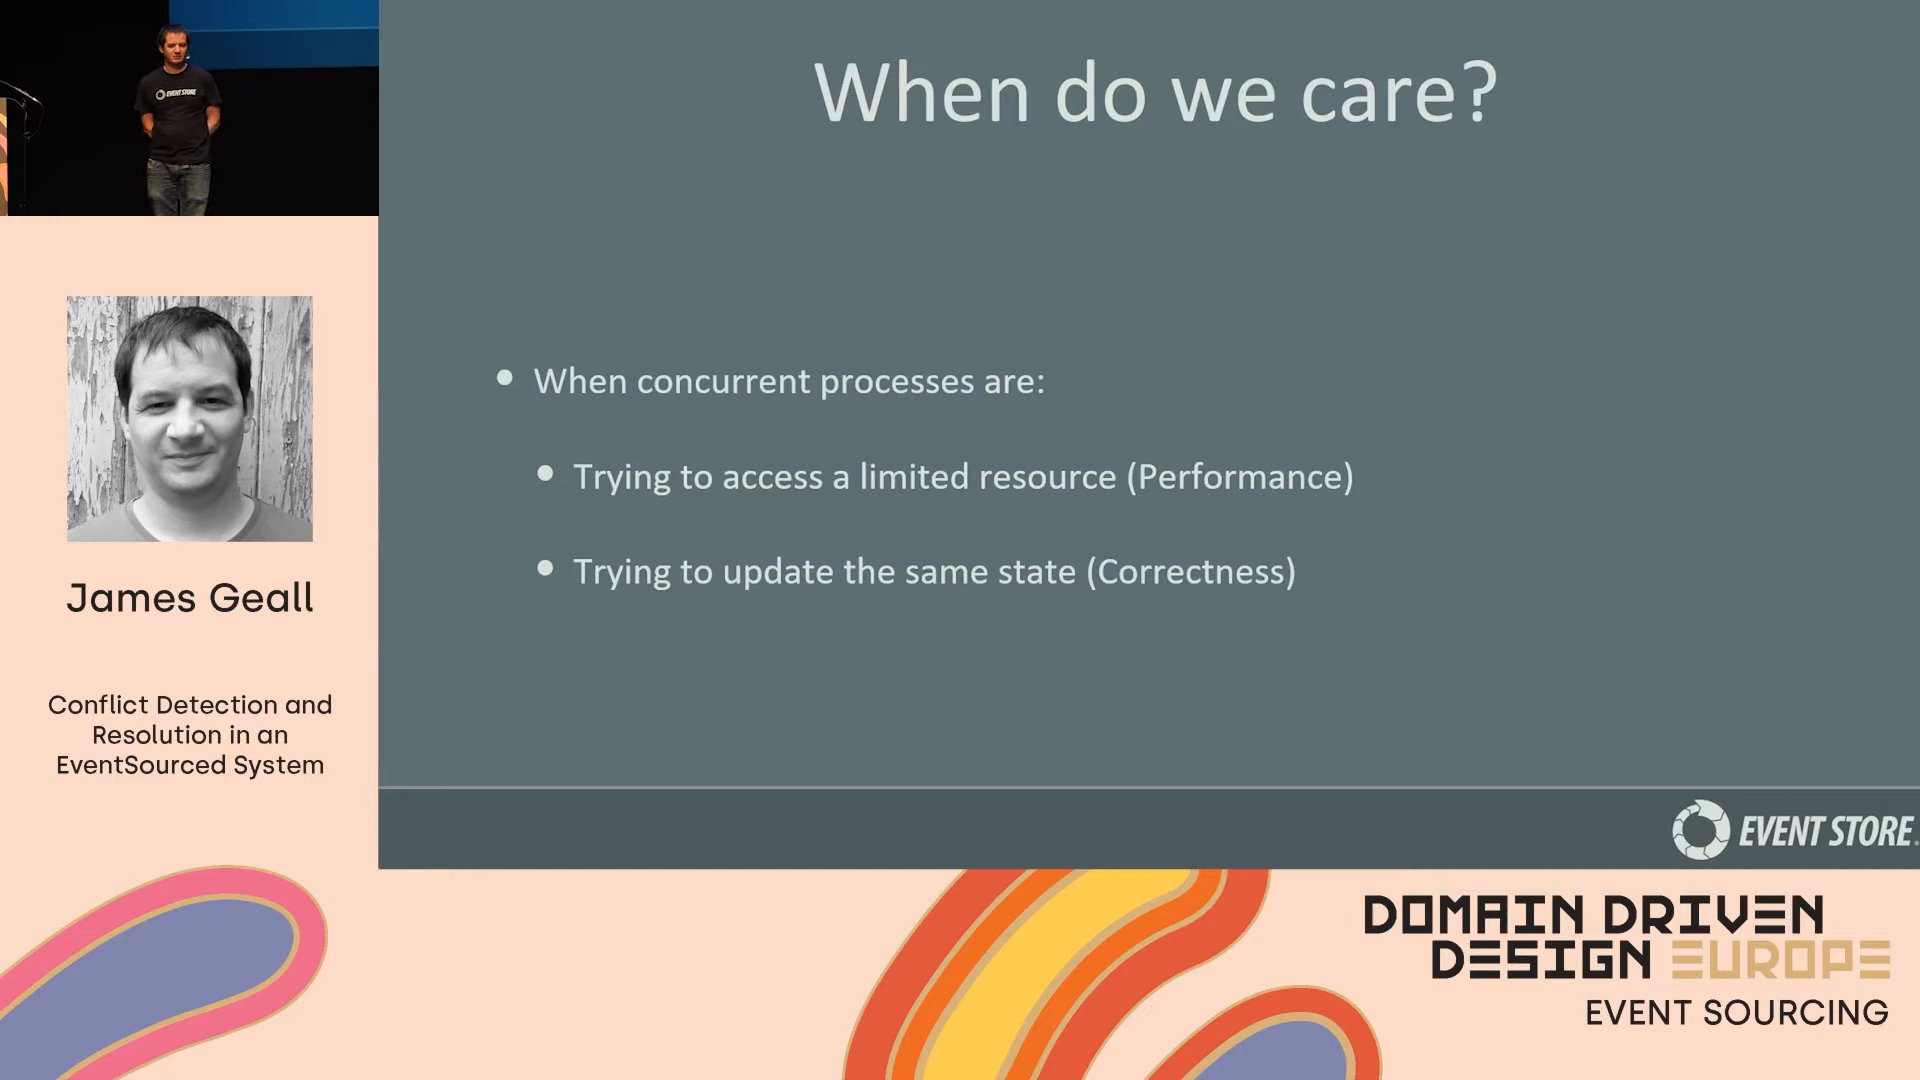 When do we care?
When concurrent processes are:
Trying to access a limited resource (Performance)
Trying to update the same state (Correctness)
EVENT STORE
EVENT STORE
James Geall
Conflict Detection and
Resolution in an
EventSourced System
DOMAIN DRIVEN
DESIGN EUROPE
EVENT SOURCING